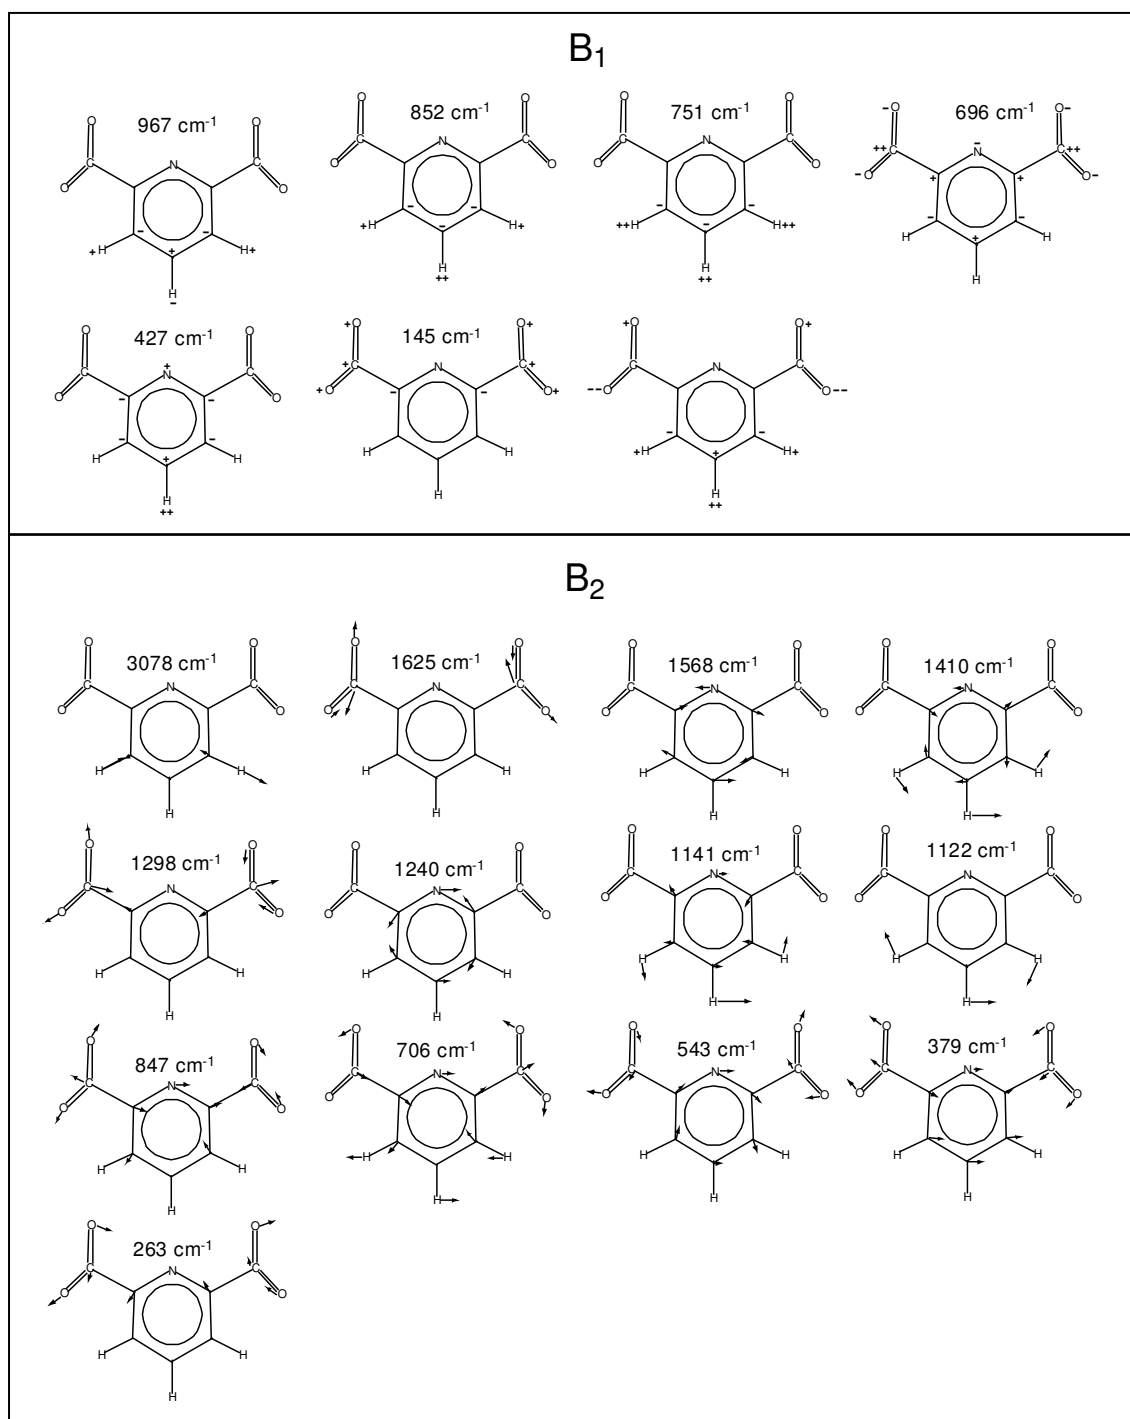 B₁
967 cm⁻¹
852 cm⁻¹
751 cm⁻¹
696 cm⁻¹
427 cm⁻¹
145 cm⁻¹
B₂
3078 cm⁻¹
1625 cm⁻¹
1568 cm⁻¹
1410 cm⁻¹
1298 cm⁻¹
1240 cm⁻¹
1141 cm⁻¹
1122 cm⁻¹
847 cm⁻¹
706 cm⁻¹
543 cm⁻¹
379 cm⁻¹
263 cm⁻¹